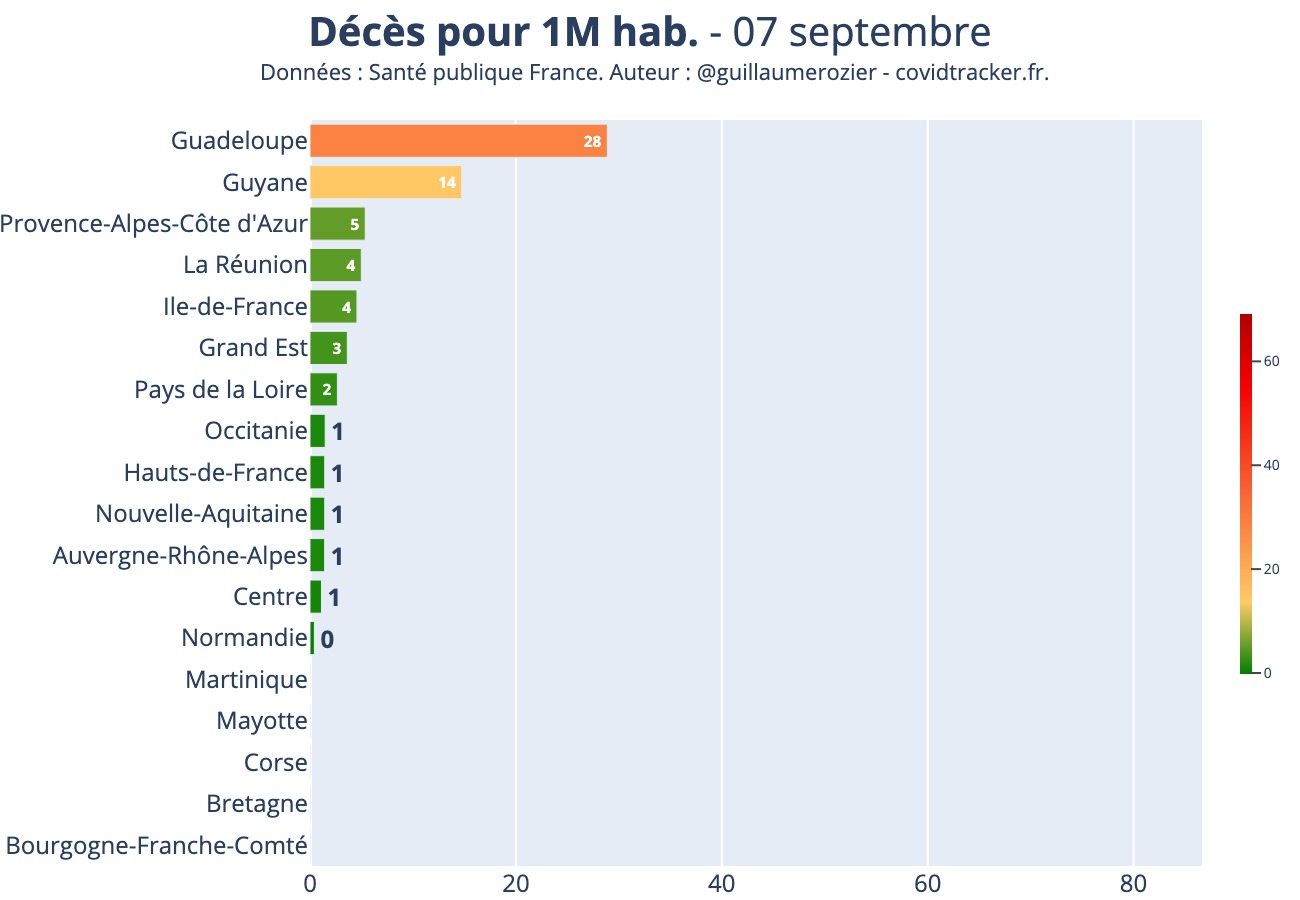 Décès pour 1M hab. - 07 septembre
Données : Santé publique France. Auteur : @guillaumerozier - covidtracker.fr.
Guadeloupe 28
Guyane 14
Provence-Alpes-Côte d'Azur 5
La Réunion 4
Ile-de-France 4
Grand Est 3
Pays de la Loire 2
Occitanie 1
Hauts-de-France 1
Nouvelle-Aquitaine 1
Auvergne-Rhône-Alpes 1
Centre 1
Normandie 0
Martinique
Mayotte
Corse
Bretagne
Bourgogne-Franche-Comté
0 20 40 60 80
60
40
20
0